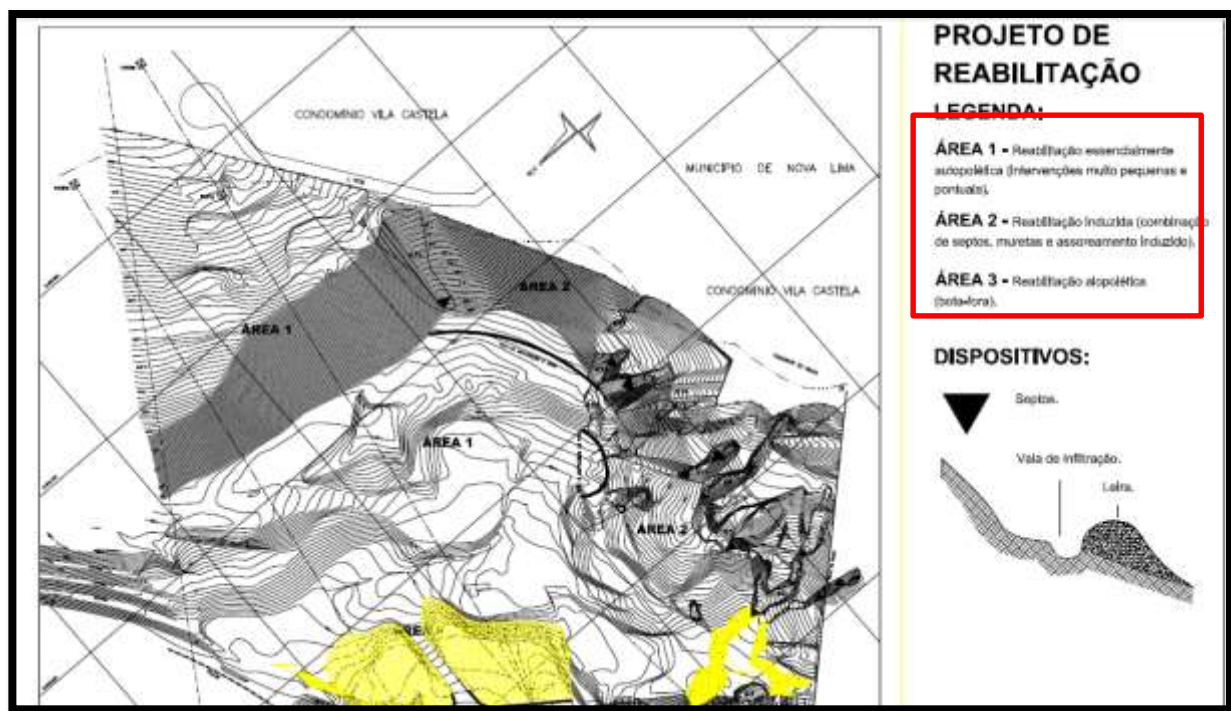 PROJETO DE
REABILITAÇÃO
LEGENDA:
ÁREA 1 - Reabilitação essencialmente
autopoiética (Intervenções muito pequenas e
pontuais).
ÁREA 2 - Reabilitação induzida (combinação
de septos, muretas e assoreamento induzido).
ÁREA 3 - Reabilitação alopoiética
(bota-fora).
DISPOSITIVOS:
Septos.
Vala de infiltração.
Leira.
CONDOMÍNIO VILA CASTELA
MUNICÍPIO DE NOVA LIMA
CONDOMÍNIO VILA CASTELA
ÁREA 2
ÁREA 1
ÁREA 1
ÁREA 2